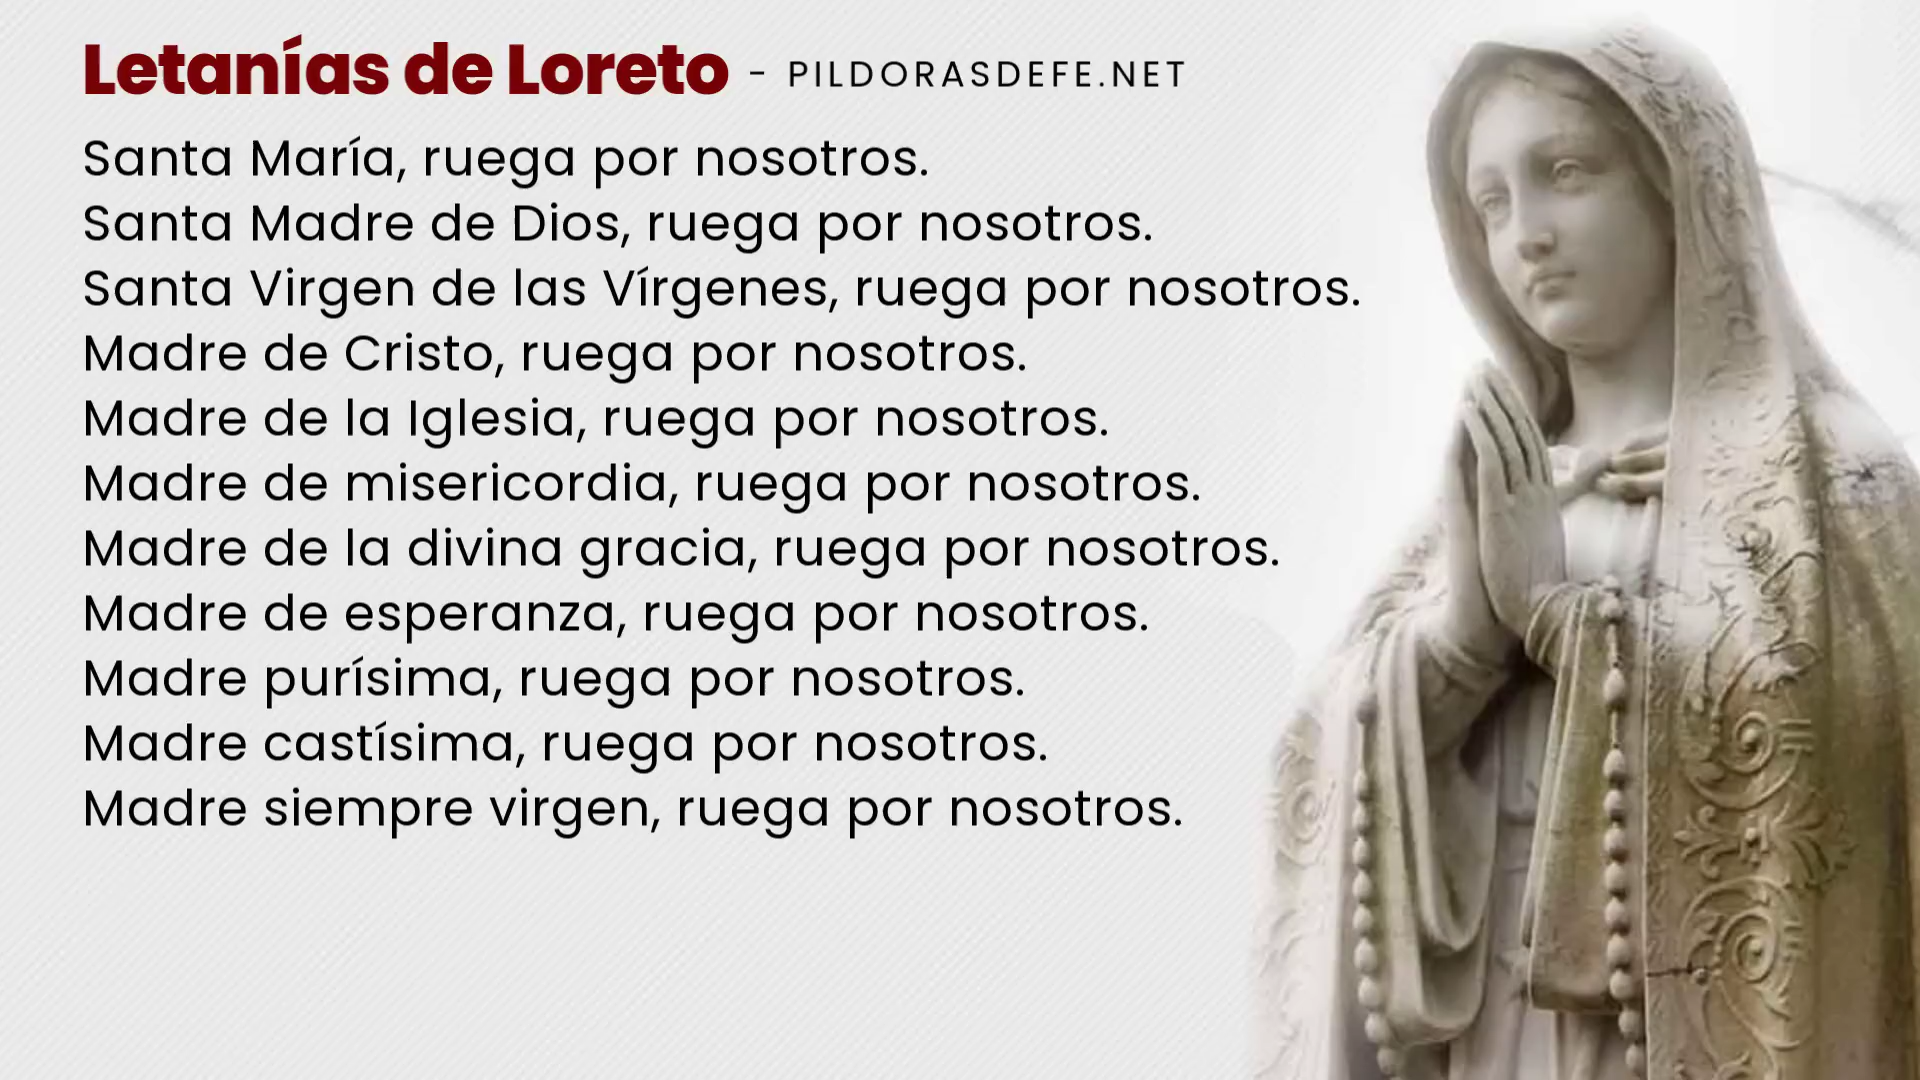 Letanías de Loreto - PILDORASDEFE.NET
Santa María, ruega por nosotros.
Santa Madre de Dios, ruega por nosotros.
Santa Virgen de las Vírgenes, ruega por nosotros.
Madre de Cristo, ruega por nosotros.
Madre de la Iglesia, ruega por nosotros.
Madre de misericordia, ruega por nosotros.
Madre de la divina gracia, ruega por nosotros.
Madre de esperanza, ruega por nosotros.
Madre purísima, ruega por nosotros.
Madre castísima, ruega por nosotros.
Madre siempre virgen, ruega por nosotros.